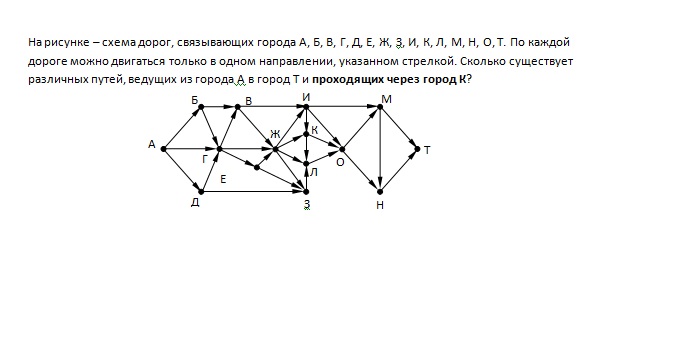 На рисунке – схема дорог, связывающих города А, Б, В, Г, Д, Е, Ж, З, И, К, Л, М, Н, О, Т. По каждой
дороге можно двигаться только в одном направлении, указанном стрелкой. Сколько существует
различных путей, ведущих из города А в город Т и проходящих через город К?
Б
В
И
М
Ж
К
А
Г
О
Т
Е
Л
Д
З
Н